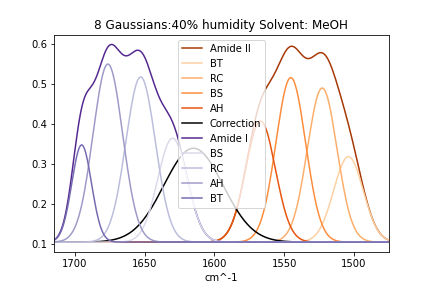 8 Gaussians:40% humidity Solvent: MeOH
0.6
0.5
0.4
0.3
0.2
0.1
Amide II
BT
RC
BS
AH
Correction
Amide I
BS
RC
AH
BT
1700 1650 1600 1550 1500
cm^-1